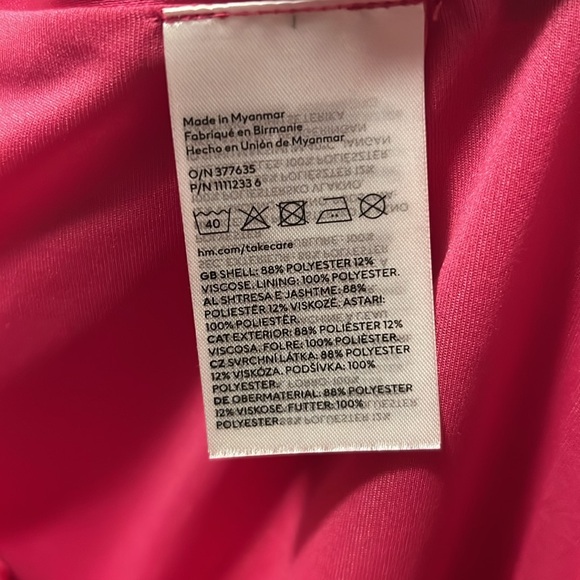 Made in Myanmar
Fabriqué en Birmanie
Hecho en Unión de Myanmar
O/N 377635
P/N 1111233 6
40
hm.com/takecare
GB SHELL: 88% POLYESTER 12%
VISCOSE. LINING: 100% POLYESTER.
AL SHTRESA E JASHTME: 88%
POLIESTËR 12% VISKOZË. ASTARI:
100% POLIESTËR.
CAT EXTERIOR: 88% POLIÈSTER 12%
VISCOSA. FOLRE: 100% POLIÈSTER.
CZ SVRCHNÍ LÁTKA: 88% POLYESTER
12% VISKÓZA. PODŠÍVKA: 100%
POLYESTER.
DE OBERMATERIAL: 88% POLYESTER
12% VISKOSE. FUTTER: 100%
POLYESTER.